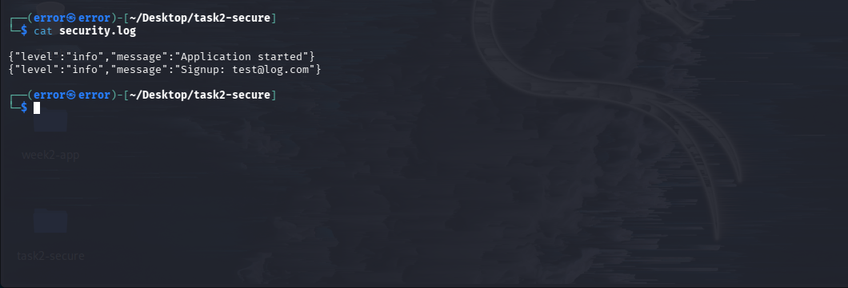 ┌──(error㉿error)-[~/Desktop/task2-secure]
└─$ cat security.log
{"level":"info","message":"Application started"}
{"level":"info","message":"Signup: test@log.com"}
┌──(error㉿error)-[~/Desktop/task2-secure]
└─$
week2-app
task2-secure